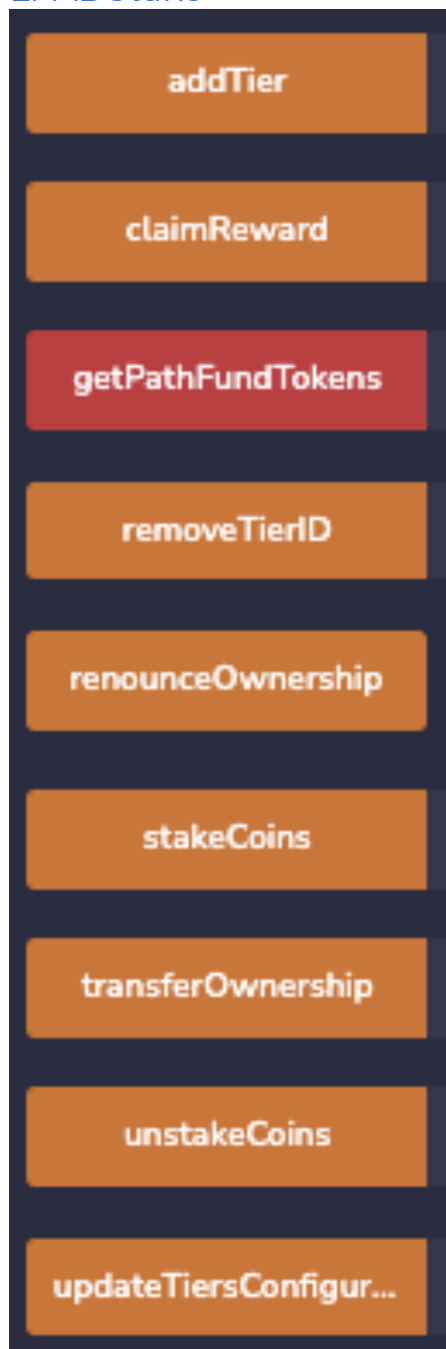 addTier
claimReward
getPathFundTokens
removeTierID
renounceOwnership
stakeCoins
transferOwnership
unstakeCoins
updateTiersConfigur...